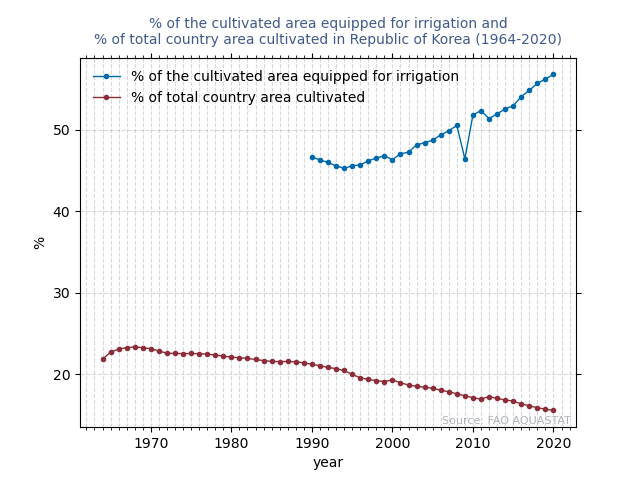 % of the cultivated area equipped for irrigation and
% of total country area cultivated in Republic of Korea (1964-2020)
% of the cultivated area equipped for irrigation
% of total country area cultivated
50
40
30
20
%
Source: FAO AQUASTAT
1970 1980 1990 2000 2010 2020
year